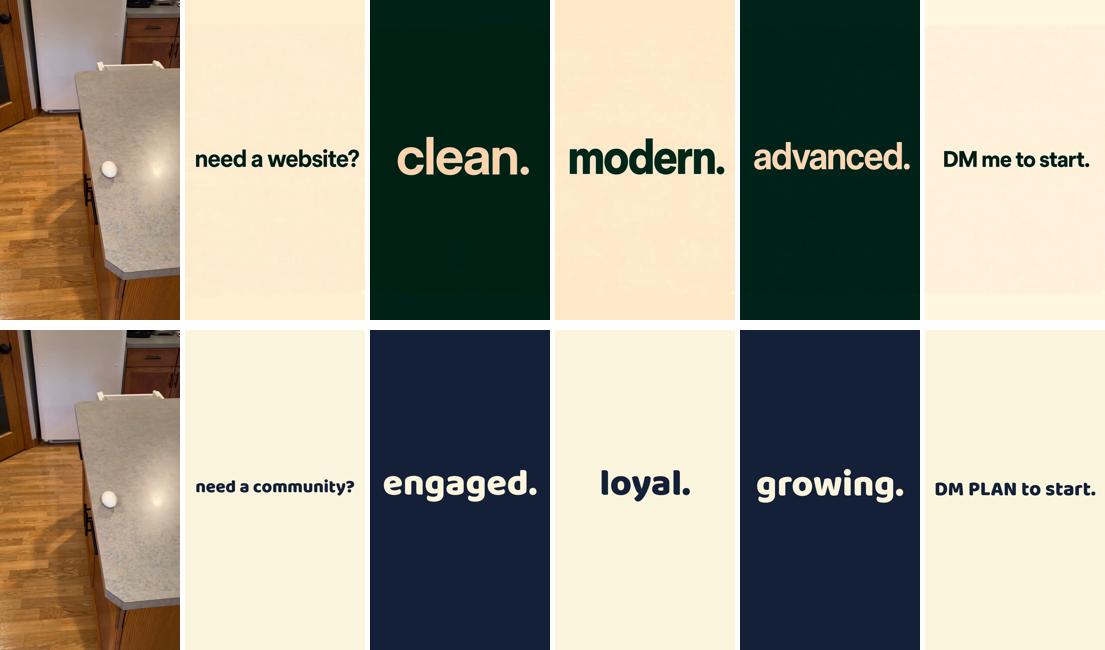 need a website?
clean.
modern.
advanced.
DM me to start.
need a community?
engaged.
loyal.
growing.
DM PLAN to start.